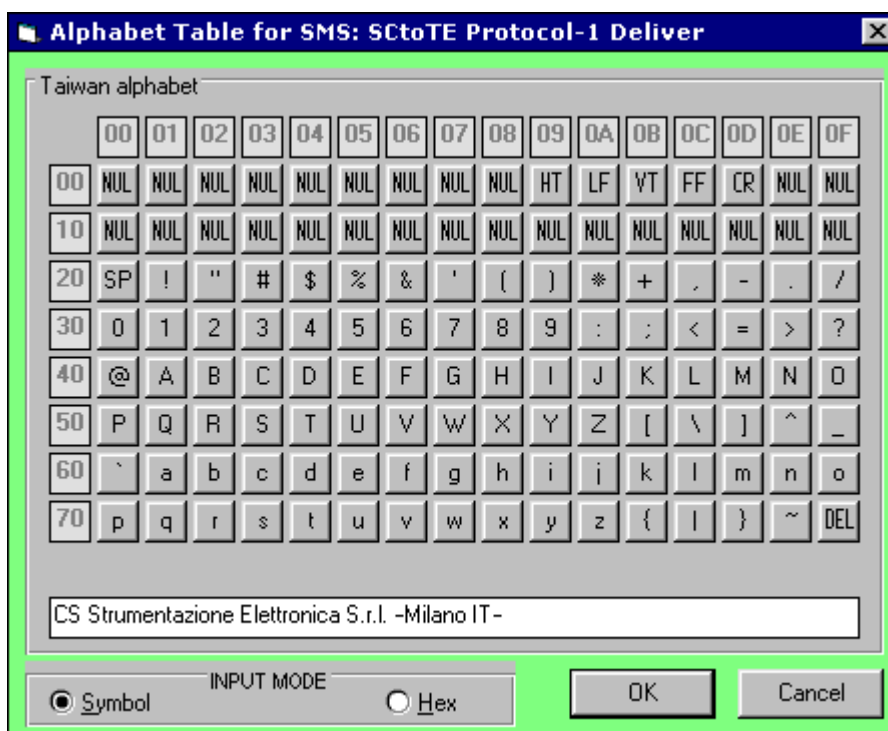 Alphabet Table for SMS: SCtoTE Protocol-1 Deliver
Taiwan alphabet
00 01 02 03 04 05 06 07 08 09 0A 0B 0C 0D 0E 0F
00 NUL NUL NUL NUL NUL NUL NUL NUL NUL HT LF VT FF CR NUL NUL
10 NUL NUL NUL NUL NUL NUL NUL NUL NUL NUL NUL NUL NUL NUL NUL NUL
20 SP ! " # $ % & ' ( ) * + , - . /
30 0 1 2 3 4 5 6 7 8 9 : ; < = > ?
40 @ A B C D E F G H I J K L M N O
50 P Q R S T U V W X Y Z [ \ ] ^ _
60 ` a b c d e f g h i j k l m n o
70 p q r s t u v w x y z { | } ~ DEL
CS Strumentazione Elettronica S.r.l. -Milano IT-
INPUT MODE
Symbol Hex OK Cancel